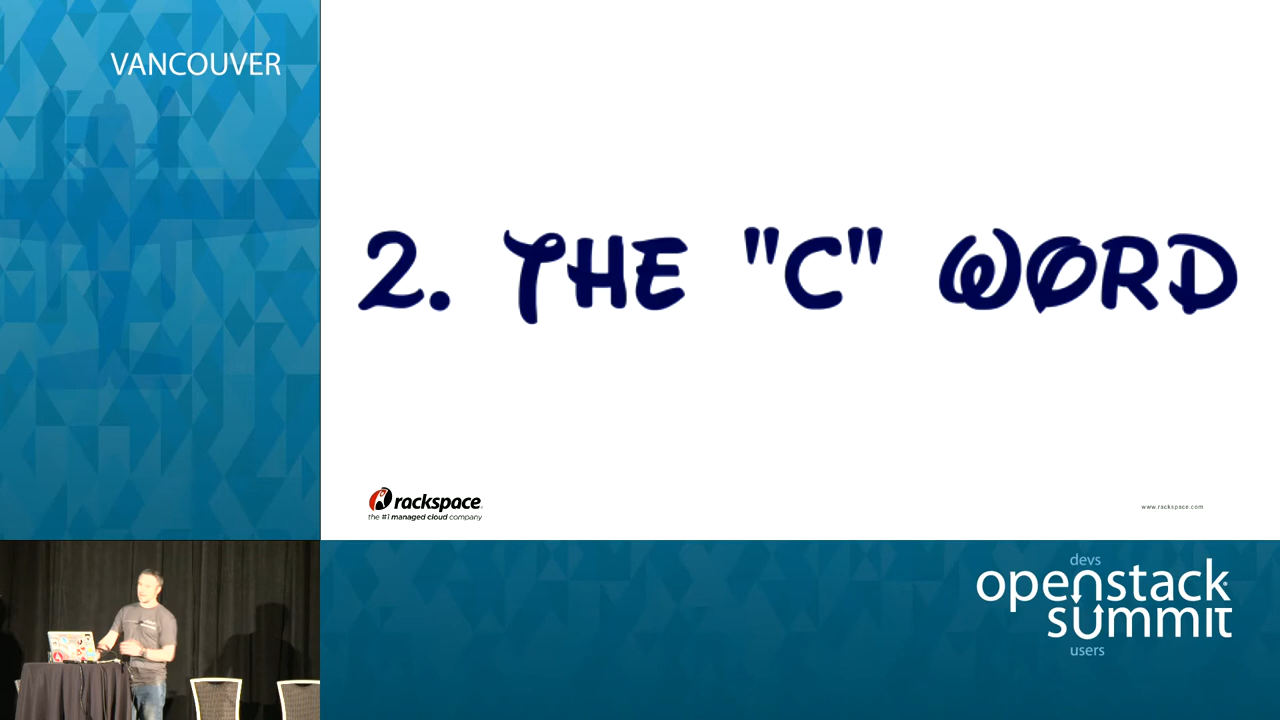 VANCOUVER
2. THE "C" WORD
rackspace
the #1 managed cloud company
www.rackspace.com
devs
openstack
summit
users